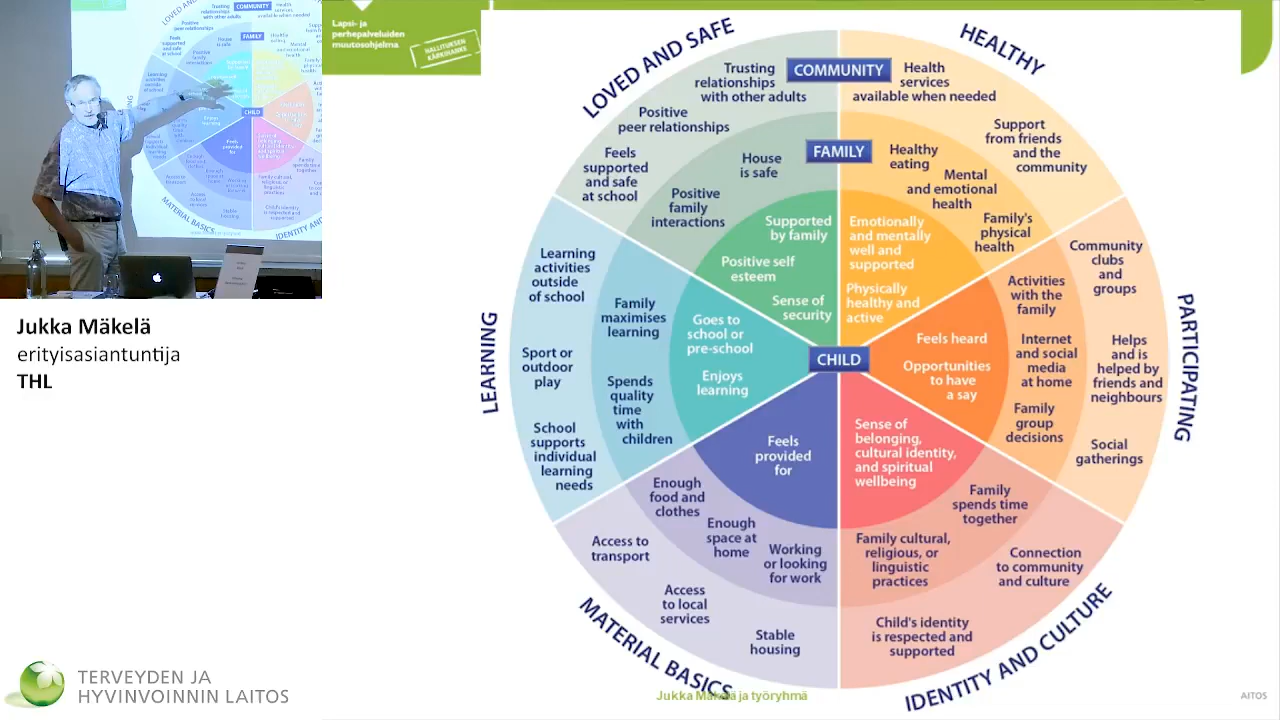 Lapsi- ja
perhepalveluiden
muutosohjelma
HALLITUKSEN
KÄRKIHANKE
Jukka Mäkelä
erityisasiantuntija
THL
TERVEYDEN JA
HYVINVOINNIN LAITOS
LOVED AND SAFE
COMMUNITY
Trusting
relationships
with other adults
Positive
peer relationships
Feels
supported
and safe
at school
FAMILY
House
is safe
Positive
family
interactions
Supported
by family
Positive self
esteem
Sense of
security
HEALTHY
Health
services
available when needed
Support
from friends
and the
community
Healthy
eating
Mental
and emotional
health
Family's
physical
health
Emotionally
and mentally
well and
supported
Physically
healthy and
active
PARTICIPATING
Community
clubs
and
groups
Helps
and is
helped by
friends and
neighbours
Social
gatherings
Activities
with the
family
Internet
and social
media
at home
Family
group
decisions
Feels heard
Opportunities
to have
a say
CHILD
LEARNING
Learning
activities
outside
of school
Sport or
outdoor
play
School
supports
individual
learning
needs
Family
maximises
learning
Spends
quality
time
with
children
Goes to
school or
pre-school
Enjoys
learning
MATERIAL BASICS
Feels
provided
for
Enough
food and
clothes
Enough
space at
home
Working
or looking
for work
Access to
transport
Access
to local
services
Stable
housing
IDENTITY AND CULTURE
Sense of
belonging,
cultural identity,
and spiritual
wellbeing
Family
spends time
together
Family cultural,
religious, or
linguistic
practices
Connection
to community
and culture
Child's identity
is respected and
supported
Jukka Mäkelä ja työryhmä
AITOS